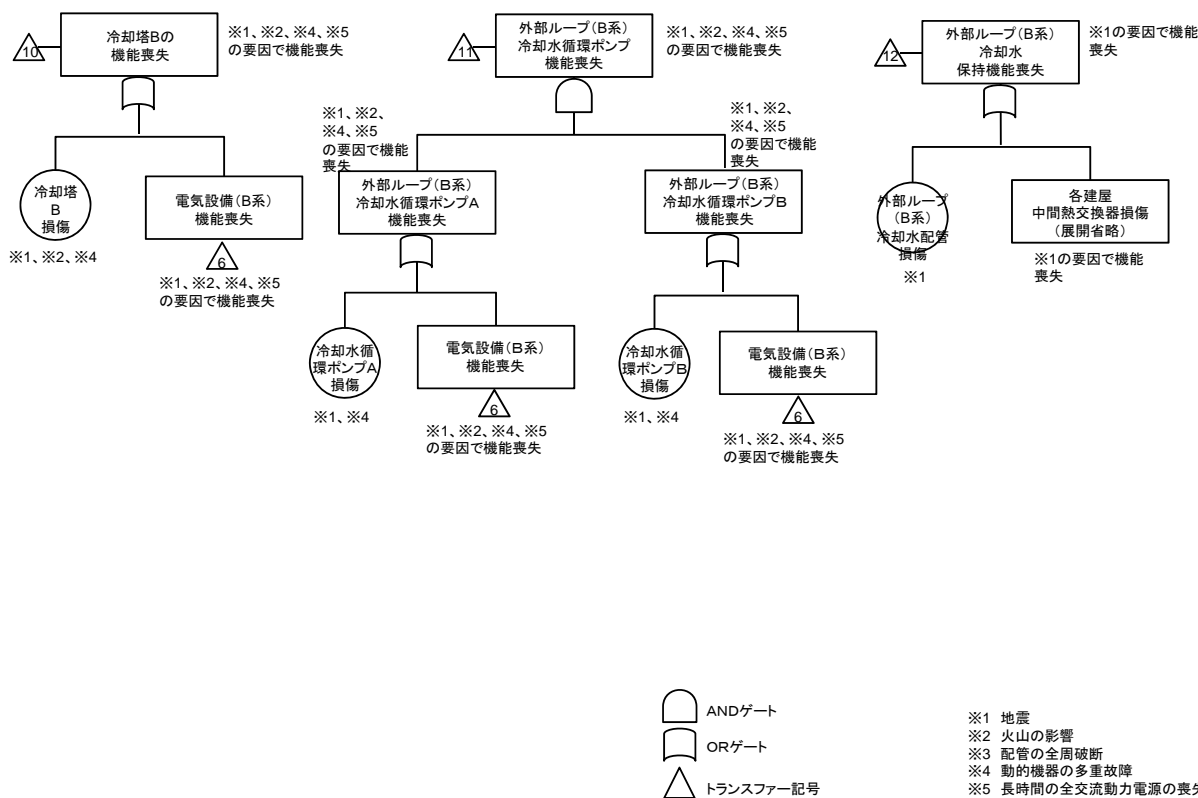 10
冷却塔Bの
機能喪失
※1、※2、※4、※5
の要因で機能喪失
冷却塔
B
損傷
※1、※2、※4
電気設備(B系)
機能喪失
6
※1、※2、※4、※5
の要因で機能喪失
11
外部ループ(B系)
冷却水循環ポンプ
機能喪失
※1、※2、※4、※5
の要因で機能喪失
※1、※2、
※4、※5
の要因で機能
喪失
外部ループ(B系)
冷却水循環ポンプA
機能喪失
冷却水循
環ポンプA
損傷
※1、※4
電気設備(B系)
機能喪失
6
※1、※2、※4、※5
の要因で機能喪失
※1、※2、
※4、※5
の要因で機能
喪失
外部ループ(B系)
冷却水循環ポンプB
機能喪失
冷却水循
環ポンプB
損傷
※1、※4
電気設備(B系)
機能喪失
6
※1、※2、※4、※5
の要因で機能喪失
12
外部ループ(B系)
冷却水
保持機能喪失
※1の要因で機能
喪失
外部ループ
(B系)
冷却水配管
損傷
※1
各建屋
中間熱交換器損傷
(展開省略)
※1の要因で機能
喪失
ANDゲート
ORゲート
トランスファー記号
※1 地震
※2 火山の影響
※3 配管の全周破断
※4 動的機器の多重故障
※5 長時間の全交流動力電源の喪失